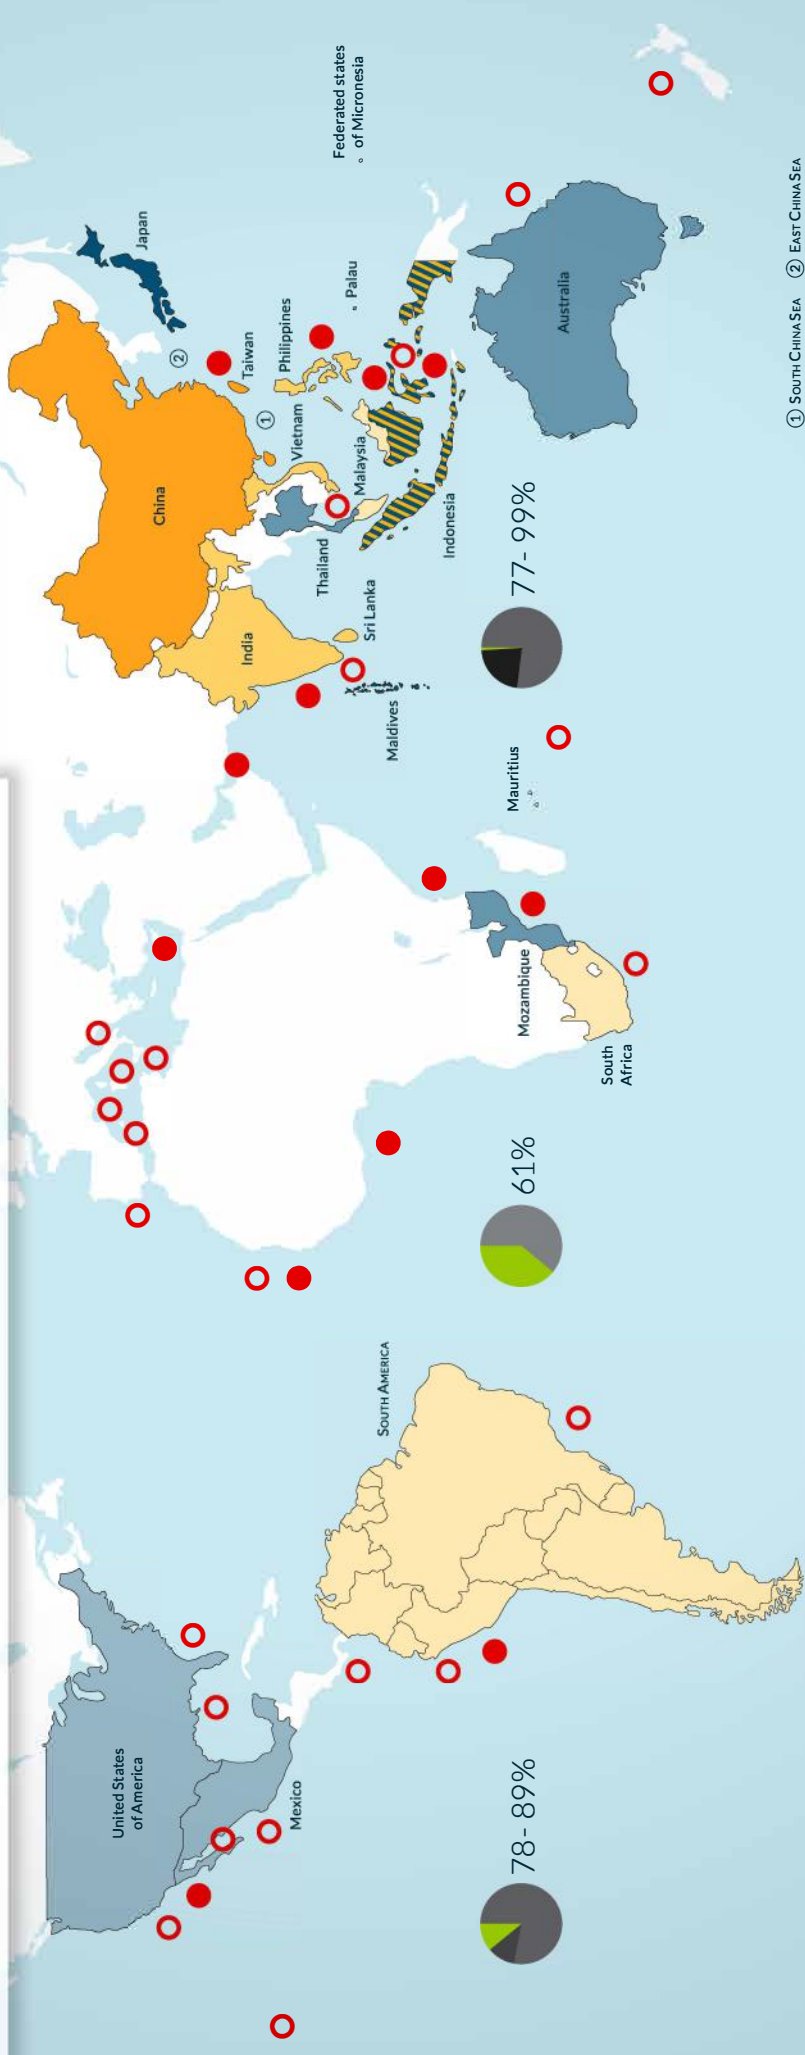 United States
of America
Mexico
SOUTH AMERICA
South
Africa
Mozambique
Mauritius
Maldives
India
Sri Lanka
China
Thailand
Malaysia
Vietnam
Indonesia
Taiwan
Philippines
Palau
Japan
Federated states
of Micronesia
Australia
1
2
78 - 89%
61%
77 - 99%
1 SOUTH CHINA SEA 2 EAST CHINA SEA